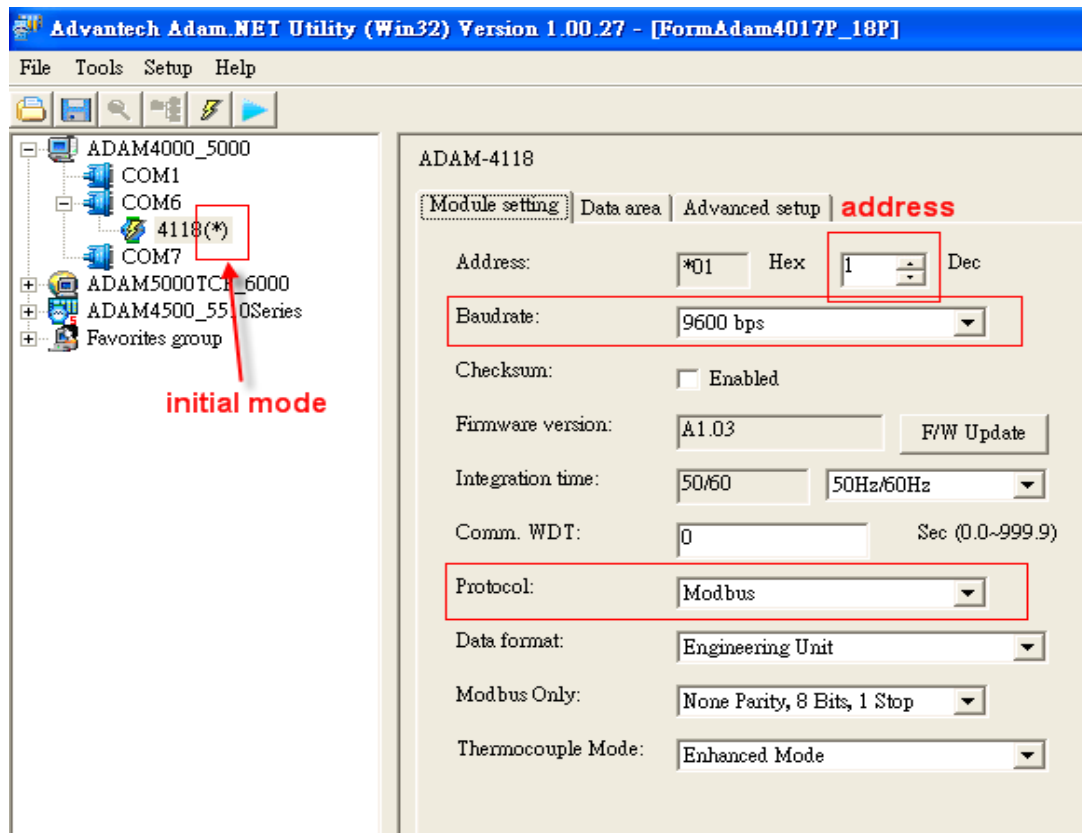 Advantech Adam.NET Utility (Win32) Version 1.00.27 - [FormAdam4017P_18P]
File Tools Setup Help
ADAM4000_5000
COM1
COM6
4118(*)
COM7
ADAM5000TCP_6000
ADAM4500_5510Series
Favorites group
initial mode
ADAM-4118
Module setting Data area Advanced setup address
Address: *01 Hex 1 Dec
Baudrate: 9600 bps
Checksum: Enabled
Firmware version: A1.03 F/W Update
Integration time: 50/60 50Hz/60Hz
Comm. WDT: 0 Sec (0.0~999.9)
Protocol: Modbus
Data format: Engineering Unit
Modbus Only: None Parity, 8 Bits, 1 Stop
Thermocouple Mode: Enhanced Mode